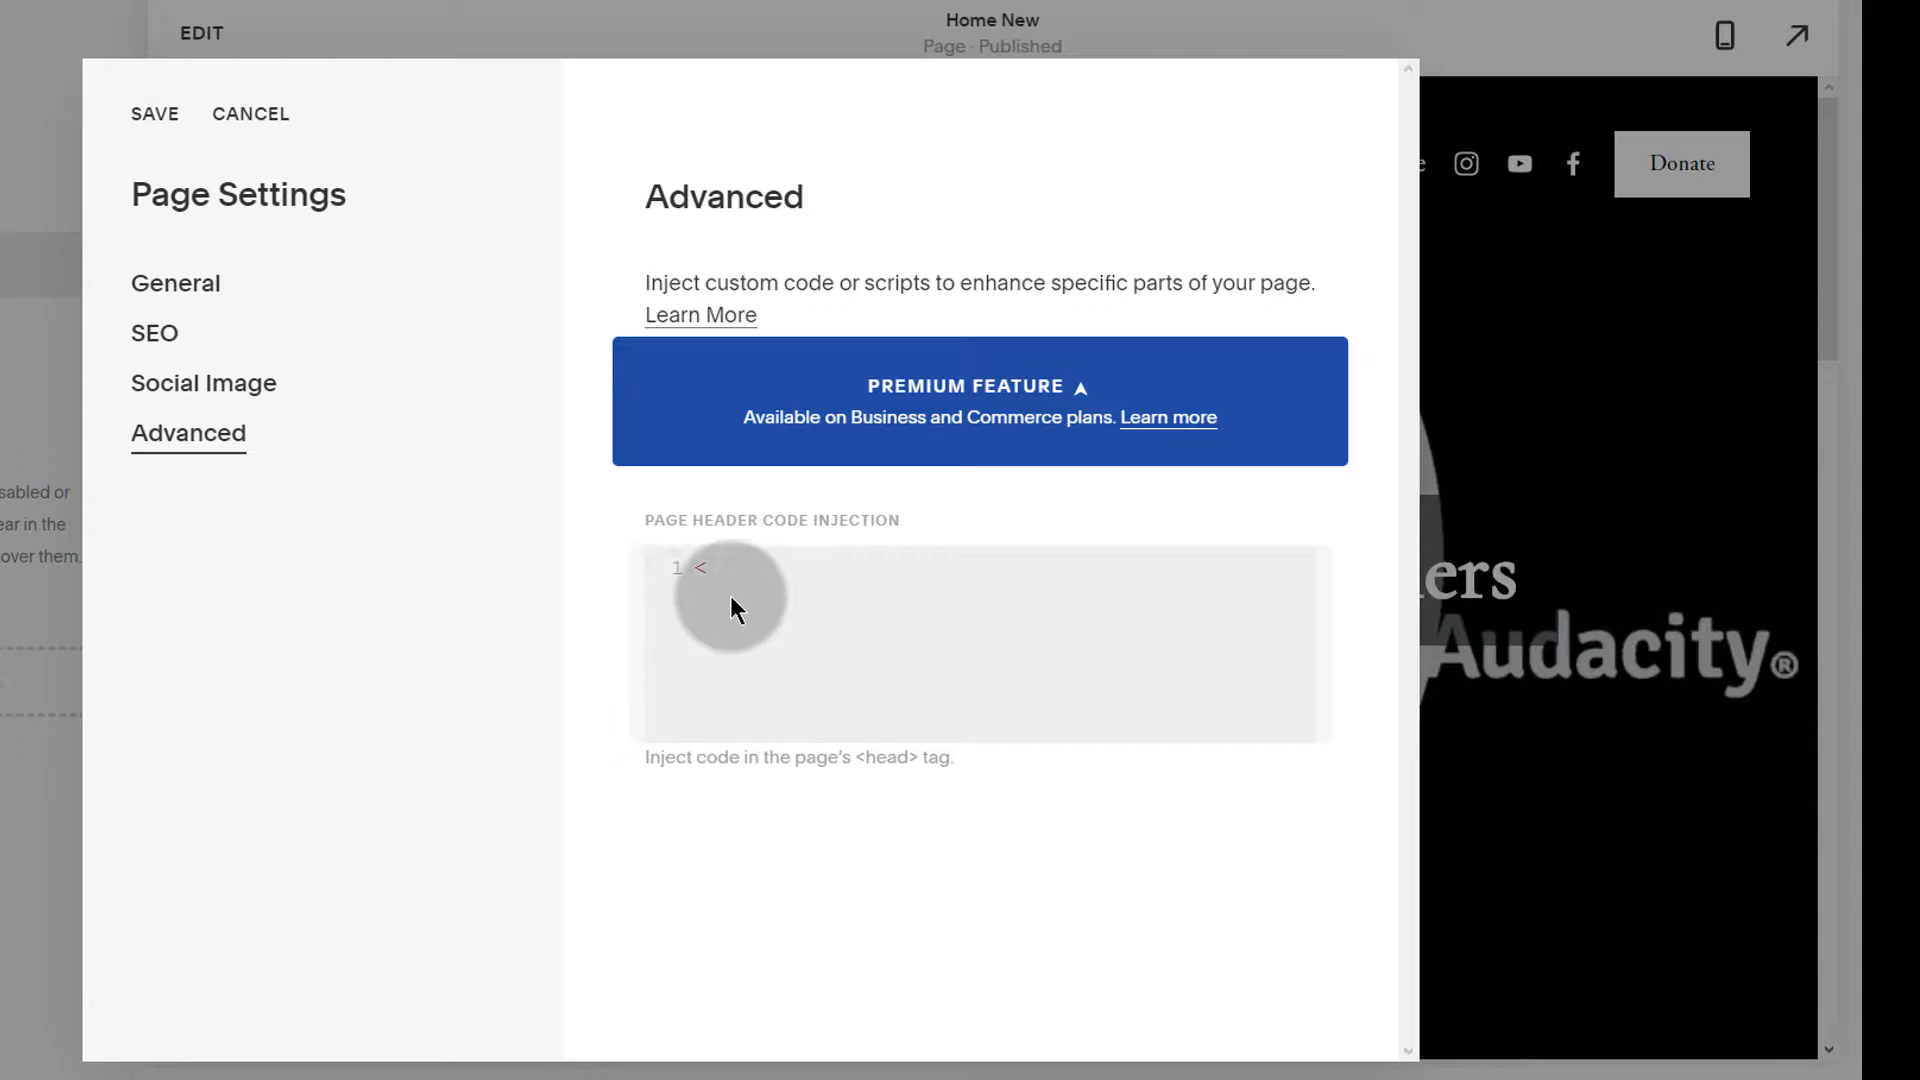 EDIT
Home New
Page · Published
SAVE CANCEL
Page Settings
General
SEO
Social Image
Advanced
Advanced
Inject custom code or scripts to enhance specific parts of your page.
Learn More
PREMIUM FEATURE
Available on Business and Commerce plans. Learn more
PAGE HEADER CODE INJECTION
1 <
Inject code in the page's <head> tag.
sabled or
ear in the
over them.
e
Donate
ers
Audacity®